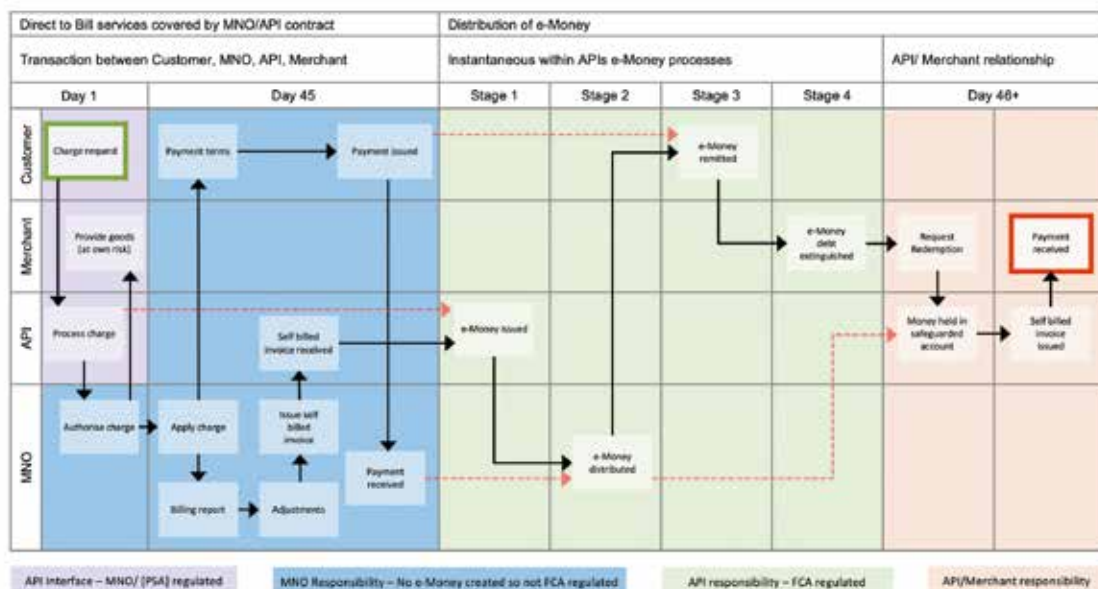 Direct to Bill services covered by MNO/API contract
Distribution of e-Money
Transaction between Customer, MNO, API, Merchant
Instantaneous within APIs e-Money processes
API/ Merchant relationship
Day 1
Day 45
Stage 1
Stage 2
Stage 3
Stage 4
Day 46+
Customer
Charge request
Payment terms
Payment issued
e-Money
remitted
Merchant
Provide goods
(at own risk)
e-Money
debt
extinguished
Request
Redemption
Payment
received
API
Process charge
Self billed
invoice received
e-Money issued
Money held in
safeguarded
account
Self billed
invoice
issued
MNO
Authorise charge
Apply charge
Issue self
billed
invoice
Payment
received
e-Money
distributed
Billing report
Adjustments
API Interface – MNO/ (PSA) regulated
MNO Responsibility – No e-Money created so not FCA regulated
API responsibility – FCA regulated
API/Merchant responsibility